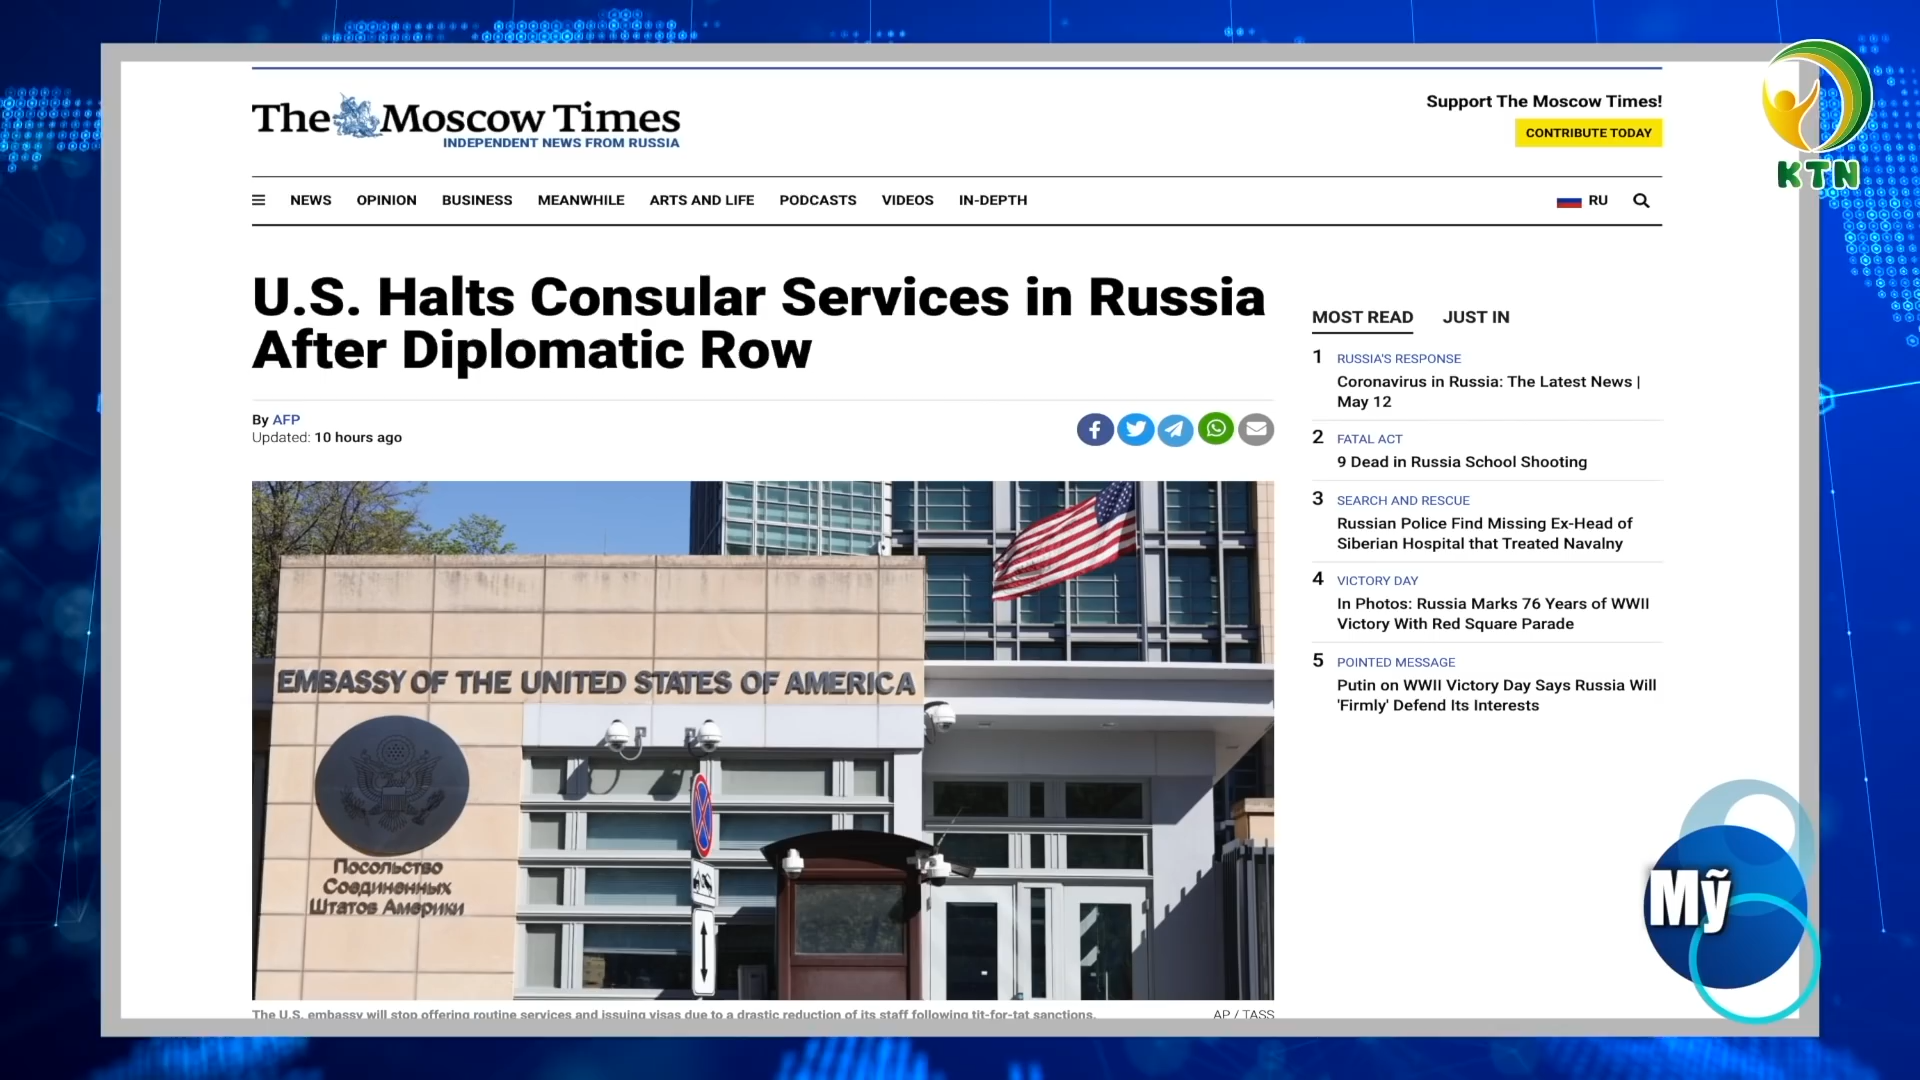 The Moscow Times
INDEPENDENT NEWS FROM RUSSIA
Support The Moscow Times!
CONTRIBUTE TODAY
KTN
NEWS OPINION BUSINESS MEANWHILE ARTS AND LIFE PODCASTS VIDEOS IN-DEPTH RU
U.S. Halts Consular Services in Russia
After Diplomatic Row
By AFP
Updated: 10 hours ago
MOST READ JUST IN
1 RUSSIA'S RESPONSE
Coronavirus in Russia: The Latest News |
May 12
2 FATAL ACT
9 Dead in Russia School Shooting
3 SEARCH AND RESCUE
Russian Police Find Missing Ex-Head of
Siberian Hospital that Treated Navalny
4 VICTORY DAY
In Photos: Russia Marks 76 Years of WWII
Victory With Red Square Parade
5 POINTED MESSAGE
Putin on WWII Victory Day Says Russia Will
'Firmly' Defend Its Interests
EMBASSY OF THE UNITED STATES OF AMERICA
Посольство
Соединенных
Штатов Америки
Mỹ
The U.S. embassy will stop offering routine services and issuing visas due to a drastic reduction of its staff following tit-for-tat sanctions.
AP / TASS